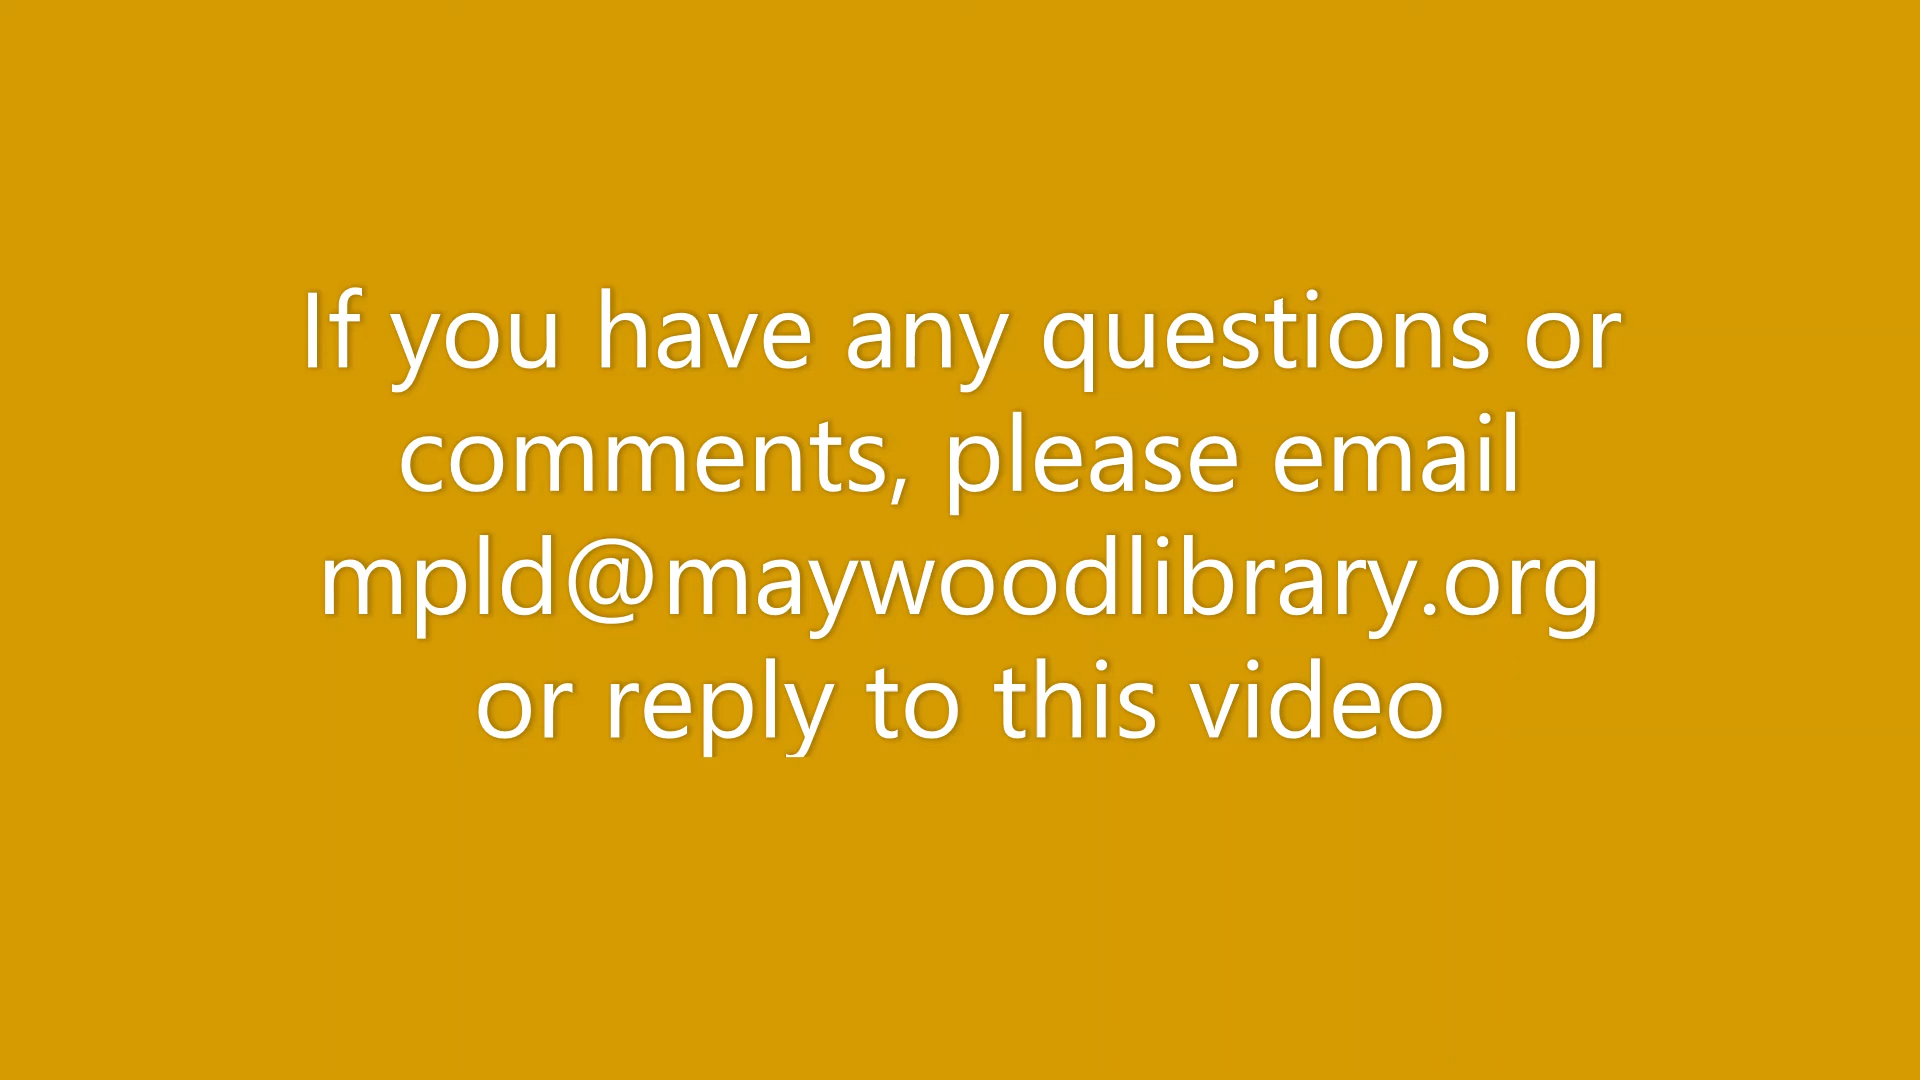 If you have any questions or
comments, please email
mpld@maywoodlibrary.org
or reply to this video